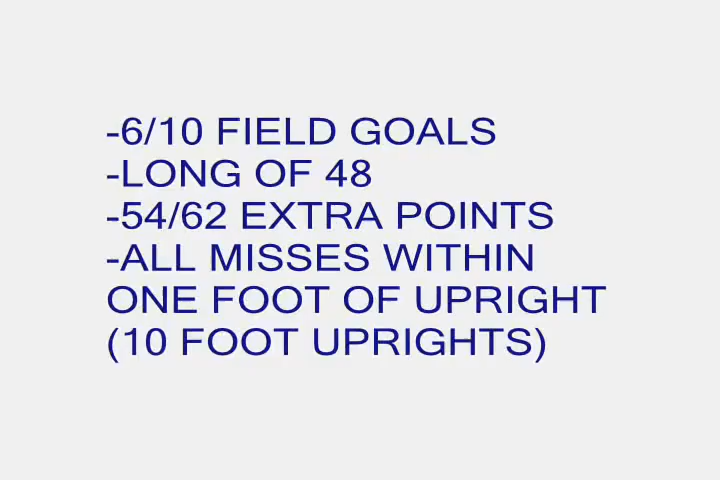 -6/10 FIELD GOALS
-LONG OF 48
-54/62 EXTRA POINTS
-ALL MISSES WITHIN
ONE FOOT OF UPRIGHT
(10 FOOT UPRIGHTS)